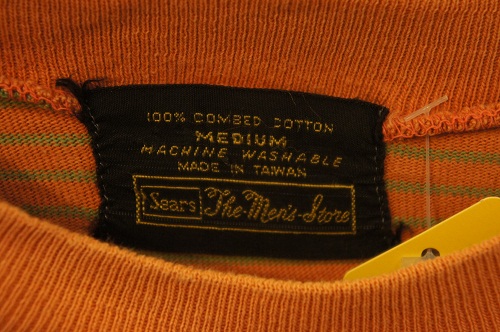 100% COMBED COTTON
MEDIUM
MACHINE WASHABLE
MADE IN TAIWAN
Sears The-Men's-Store